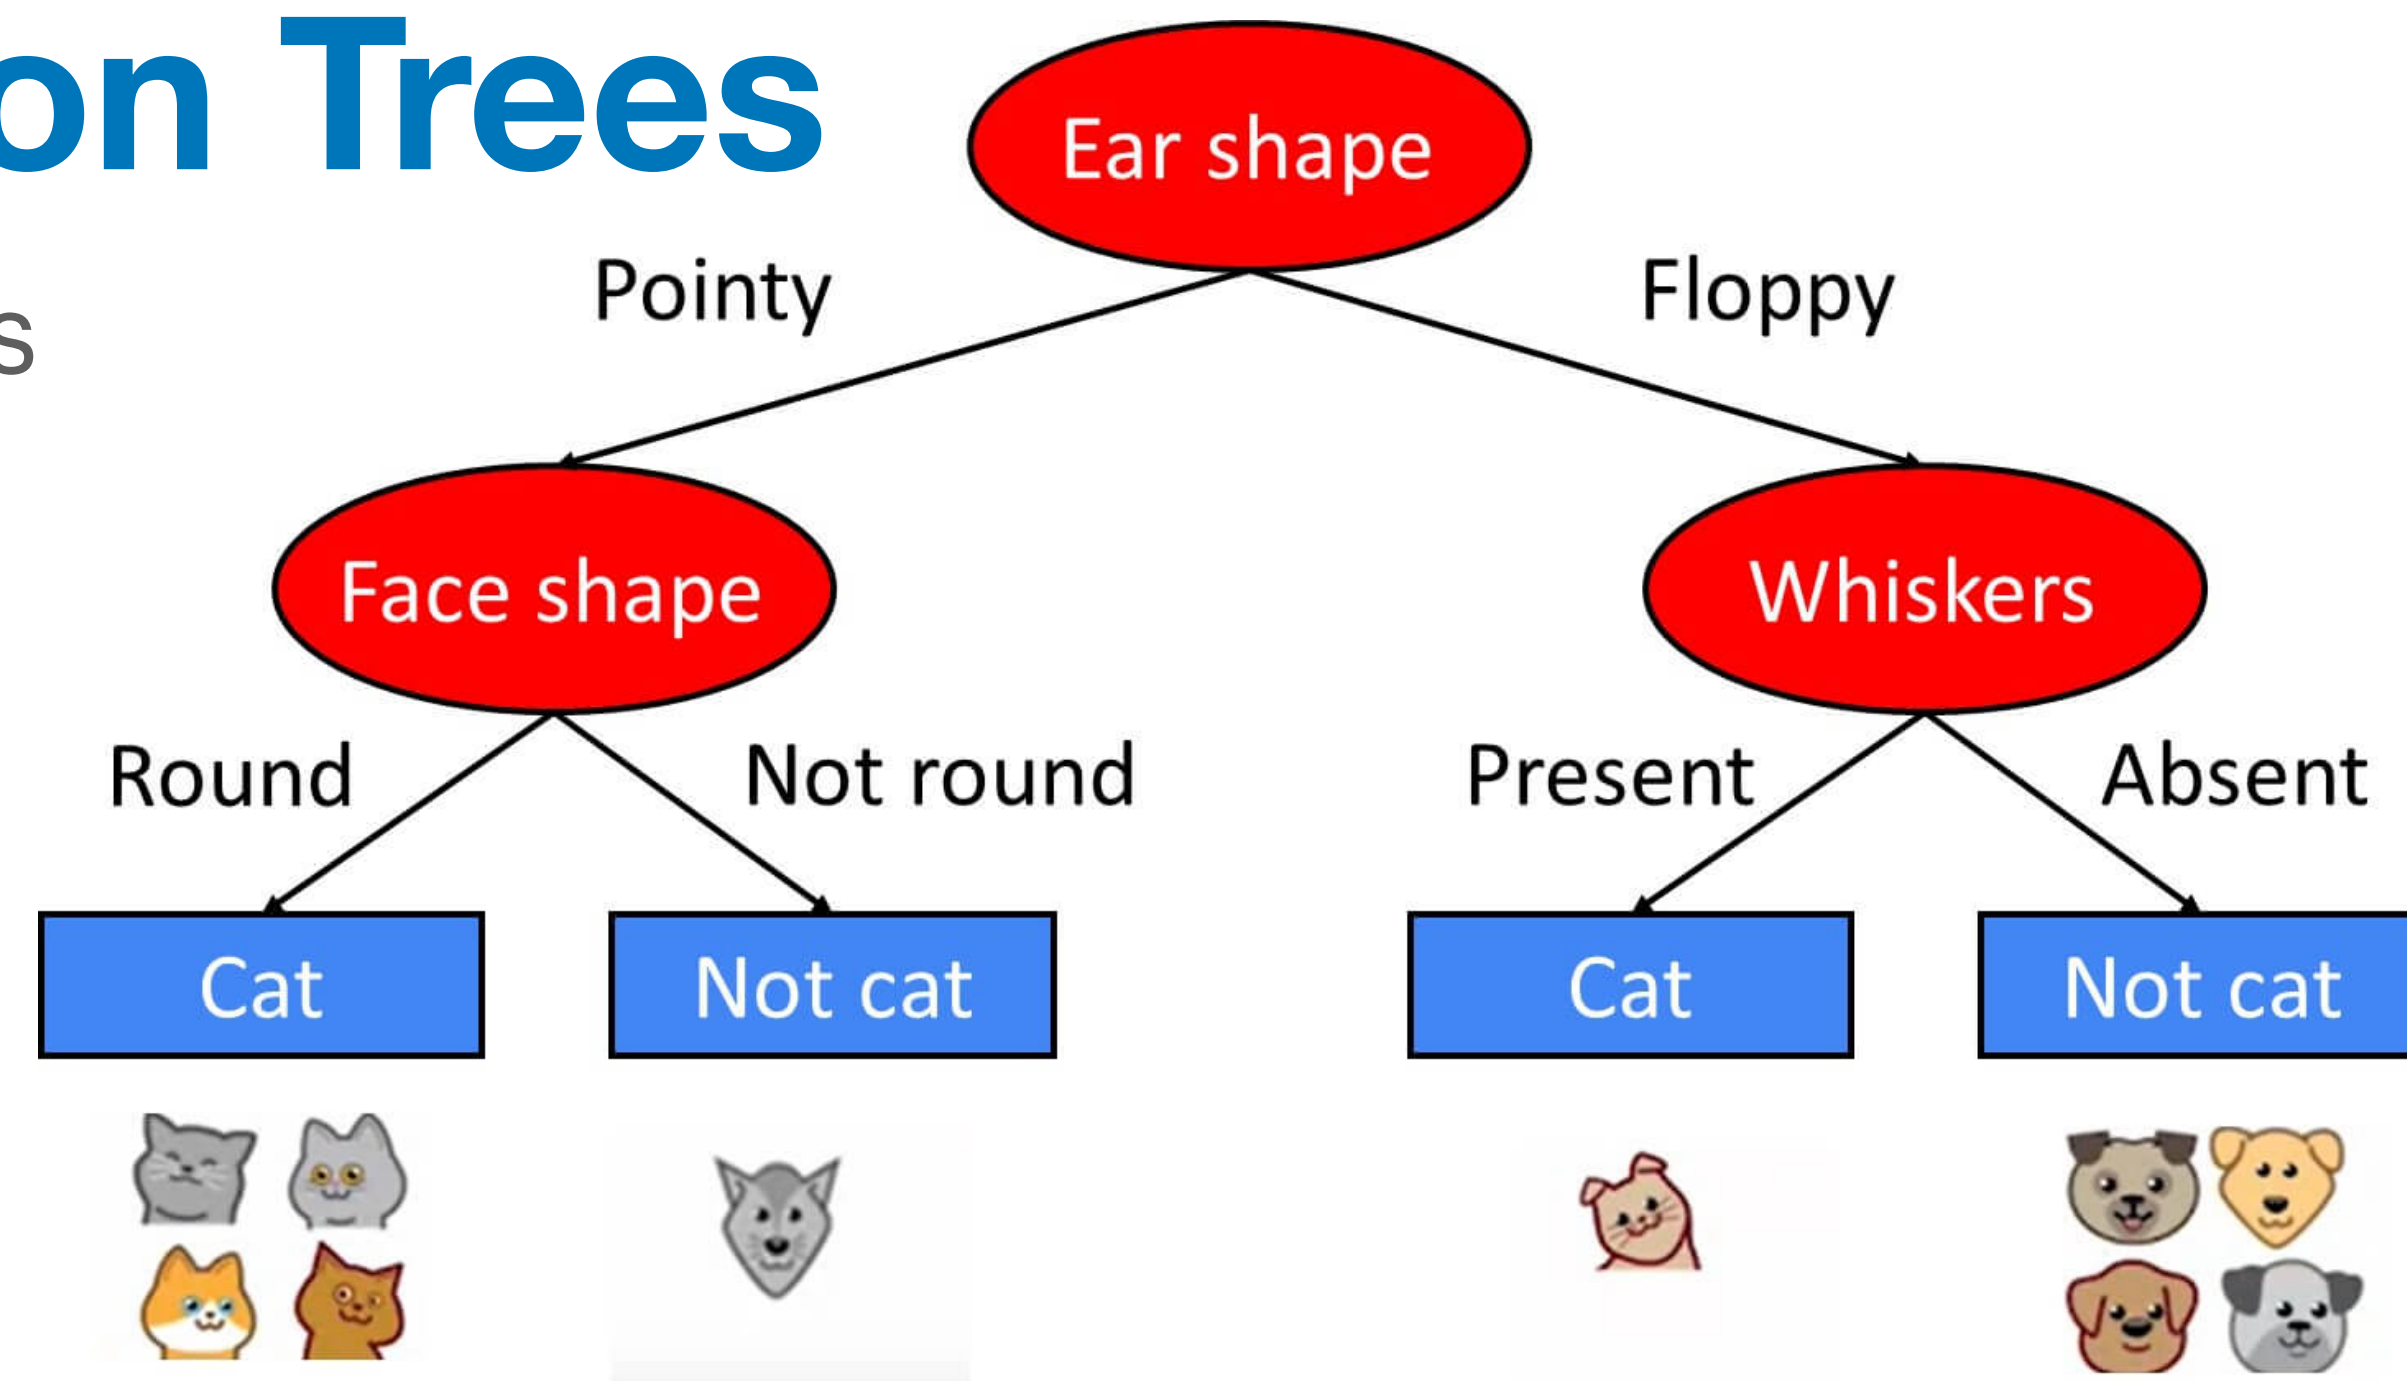 on Trees
s
Ear shape
Pointy
Floppy
Face shape
Whiskers
Round
Not round
Present
Absent
Cat
Not cat
Cat
Not cat